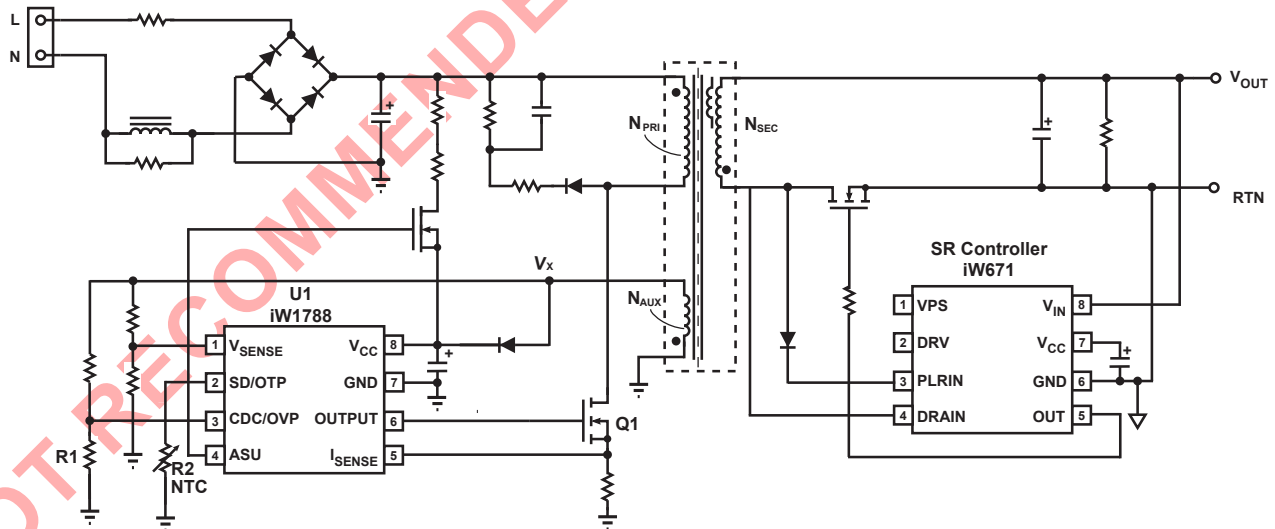 L
N
NOT RECOMMENDE
N_PRI
N_SEC
V_OUT
RTN
V_X
N_AUX
U1
iW1788
1 V_SENSE
V_CC 8
2 SD/OTP
GND 7
3 CDC/OVP
OUTPUT 6
4 ASU
I_SENSE 5
R1
R2
NTC
Q1
SR Controller
iW671
1 VPS
V_IN 8
2 DRV
V_CC 7
3 PLRIN
GND 6
4 DRAIN
OUT 5
+
+
+
+